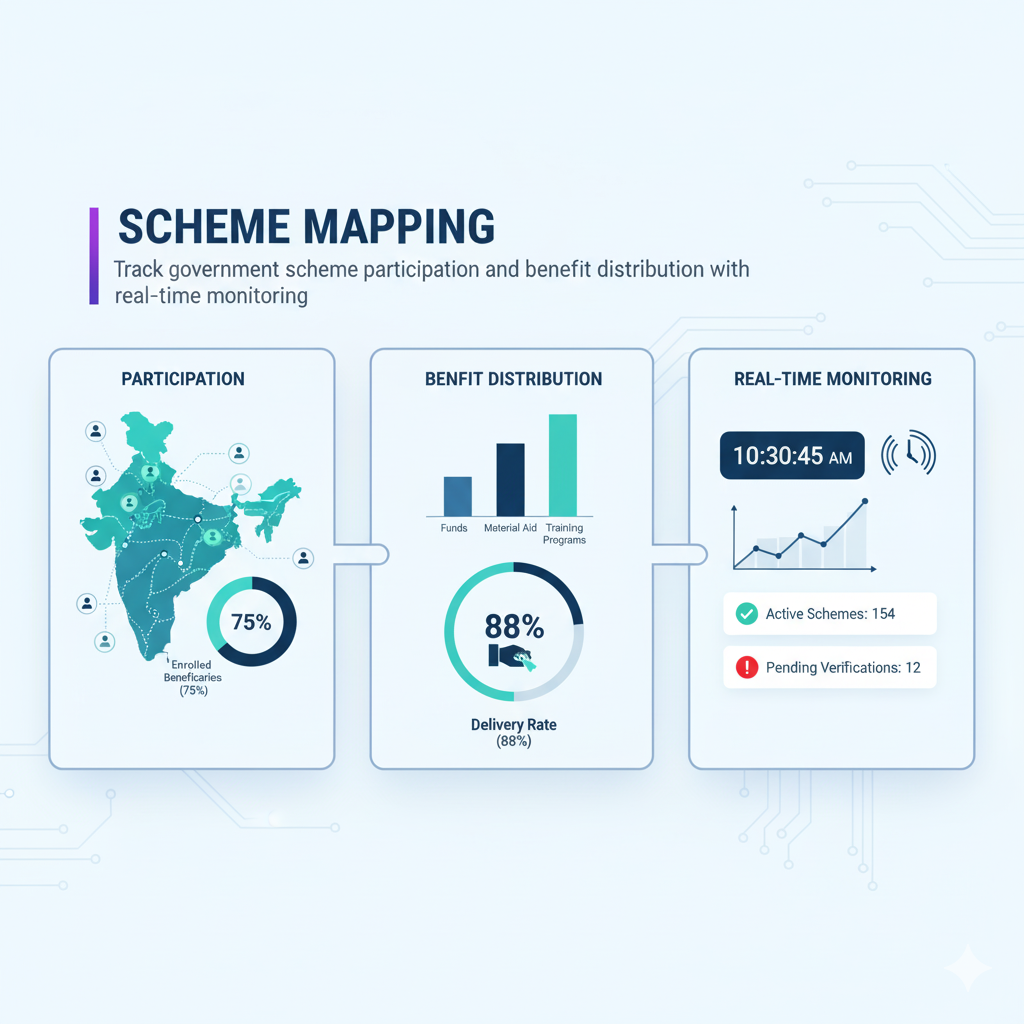 SCHEME MAPPING
Track government scheme participation and benefit distribution with
real-time monitoring
PARTICIPATION
75%
Enrolled
Beneficaries
(75%)
BENFIT DISTRIBUTION
Funds
Material Aid
Training
Programs
88%
Delivery Rate
(88%)
REAL-TIME MONITORING
10:30:45 AM
Active Schemes: 154
Pending Verifications: 12